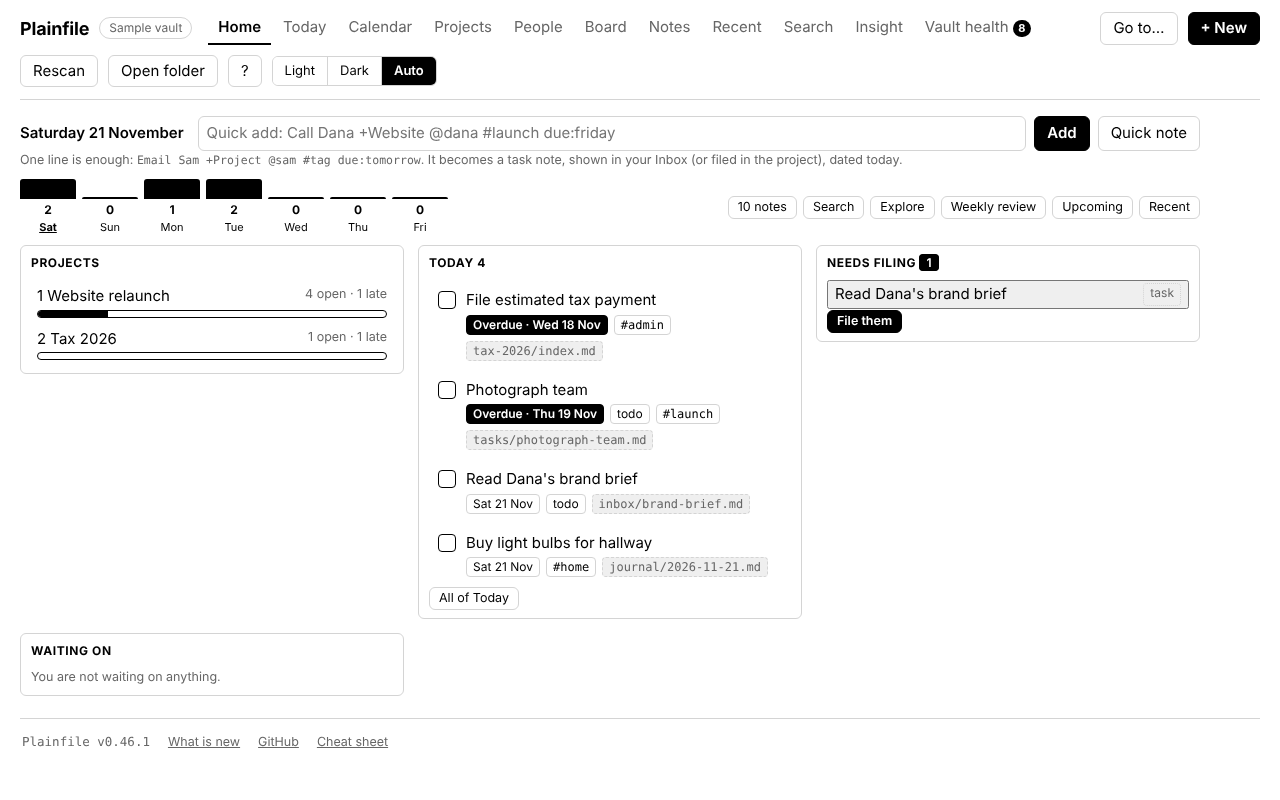 Plainfile Sample vault Home Today Calendar Projects People Board Notes Recent Search Insight Vault health 8 Go to... + New
Rescan Open folder ? Light Dark Auto
Saturday 21 November Quick add: Call Dana +Website @dana #launch due:friday Add Quick note
One line is enough: Email Sam +Project @sam #tag due:tomorrow. It becomes a task note, shown in your Inbox (or filed in the project), dated today.
2 0 1 2 0 0 0
Sat Sun Mon Tue Wed Thu Fri
10 notes Search Explore Weekly review Upcoming Recent
PROJECTS
1 Website relaunch 4 open · 1 late
2 Tax 2026 1 open · 1 late
TODAY 4
File estimated tax payment
Overdue · Wed 18 Nov #admin
tax-2026/index.md
Photograph team
Overdue · Thu 19 Nov todo #launch
tasks/photograph-team.md
Read Dana's brand brief
Sat 21 Nov todo inbox/brand-brief.md
Buy light bulbs for hallway
Sat 21 Nov #home journal/2026-11-21.md
All of Today
NEEDS FILING 1
Read Dana's brand brief task
File them
WAITING ON
You are not waiting on anything.
Plainfile v0.46.1 What is new GitHub Cheat sheet